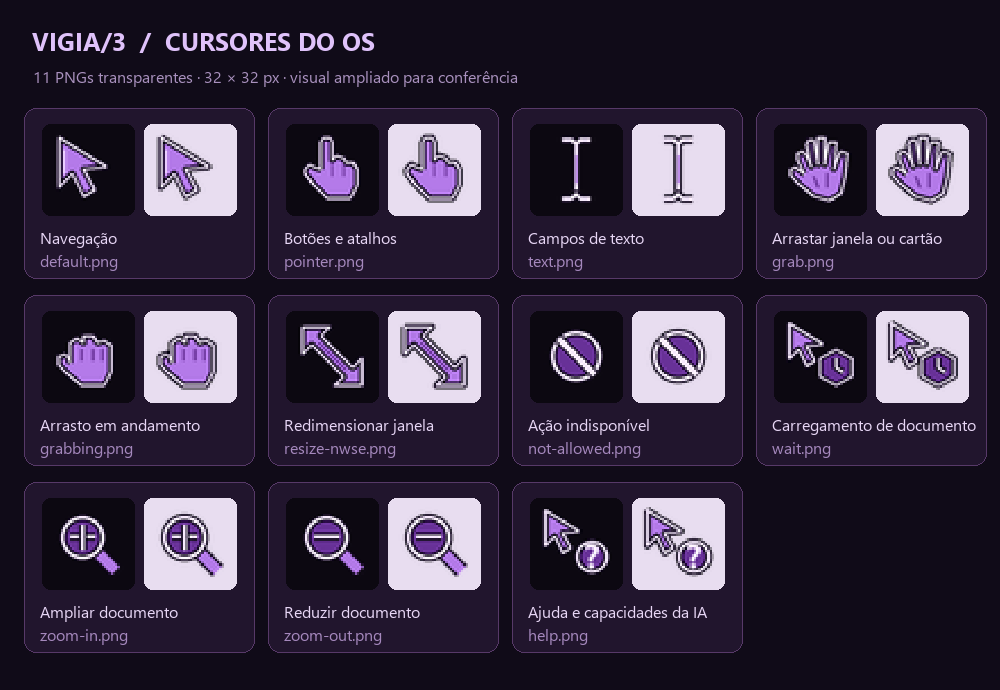 VIGIA/3 / CURSORES DO OS
11 PNGs transparentes · 32 × 32 px · visual ampliado para conferência
Navegação
default.png
Botões e atalhos
pointer.png
Campos de texto
text.png
Arrastar janela ou cartão
grab.png
Arrasto em andamento
grabbing.png
Redimensionar janela
resize-nwse.png
Ação indisponível
not-allowed.png
Carregamento de documento
wait.png
Ampliar documento
zoom-in.png
Reduzir documento
zoom-out.png
? ?
Ajuda e capacidades da IA
help.png